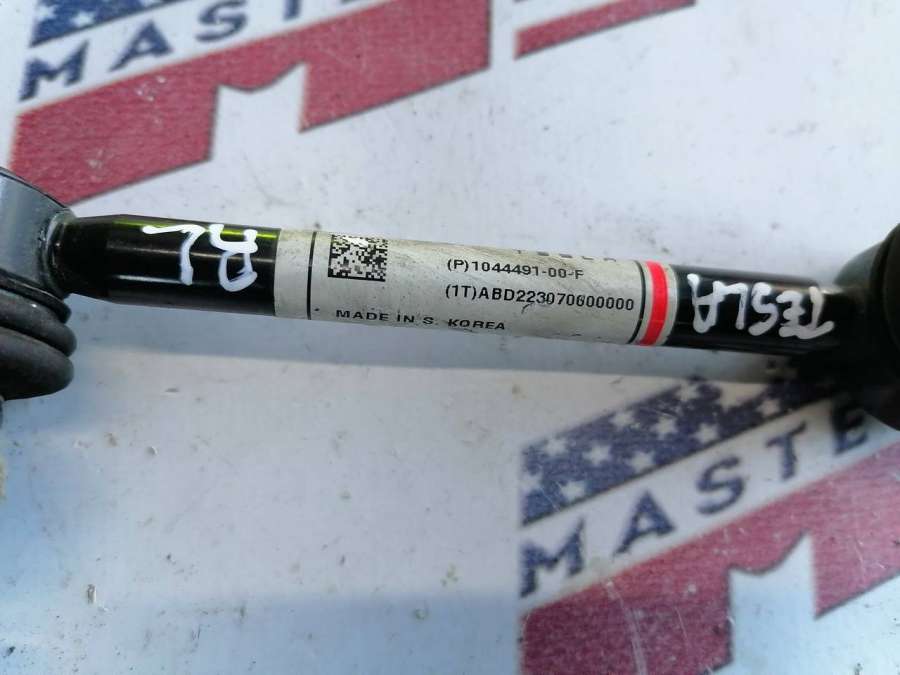 MASTE
(P)1044491-00-F
(1T)ABD223070600000
MADE IN S. KOREA
RL
TESLA
MASTE